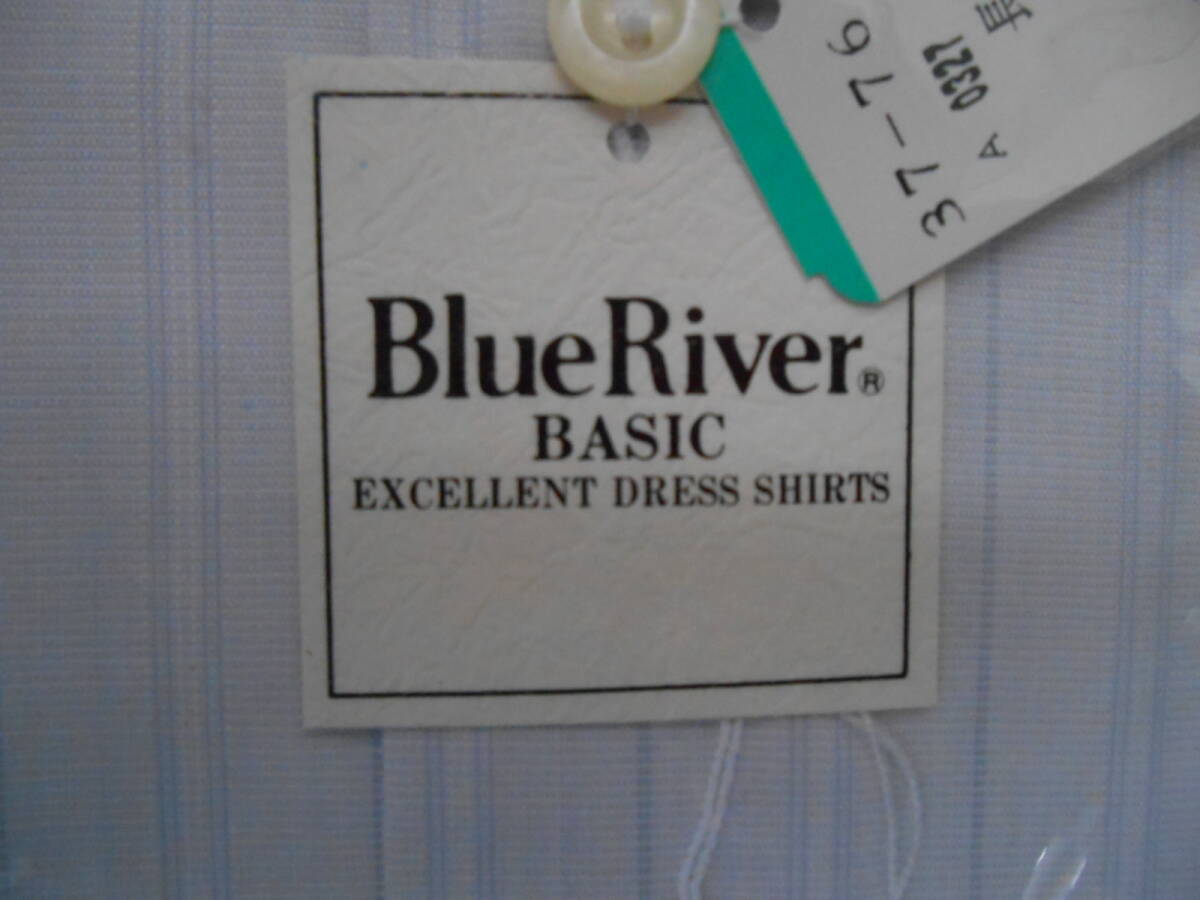 BlueRiver®
BASIC
EXCELLENT DRESS SHIRTS
37-76
A 0327